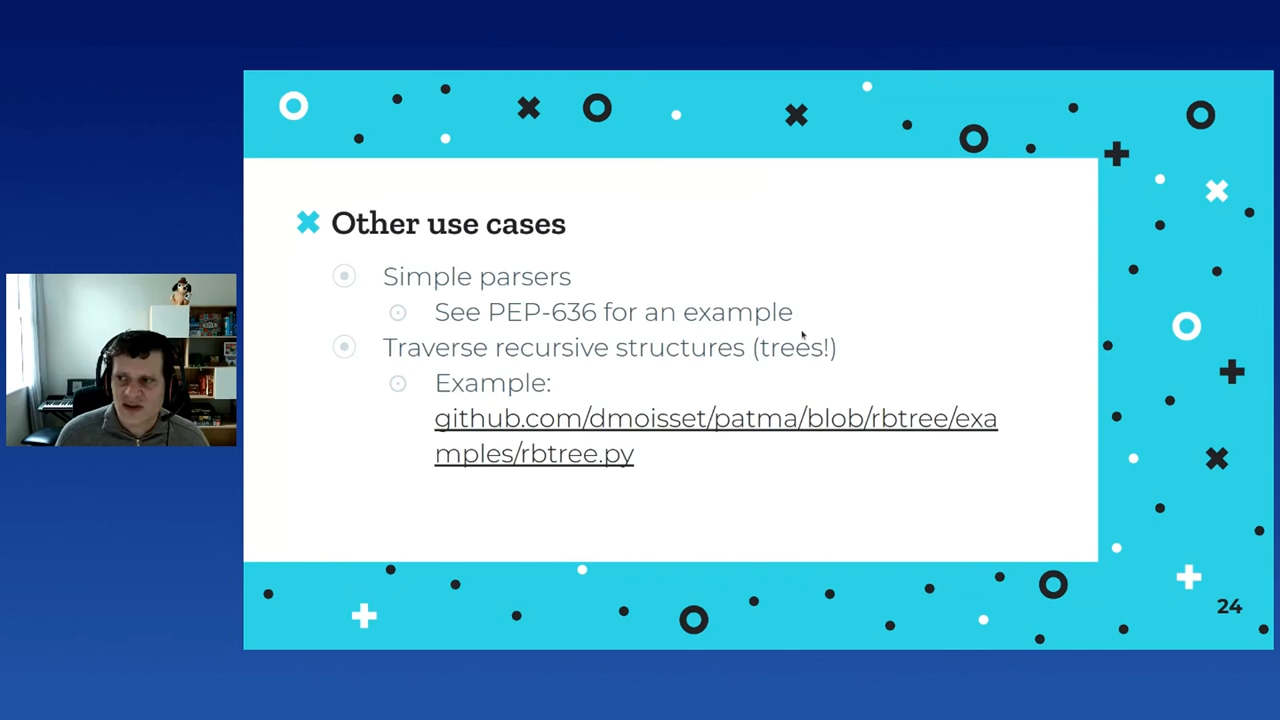 Other use cases
Simple parsers
See PEP-636 for an example
Traverse recursive structures (trees!)
Example:
github.com/dmoisset/patma/blob/rbtree/exa
mples/rbtree.py
24